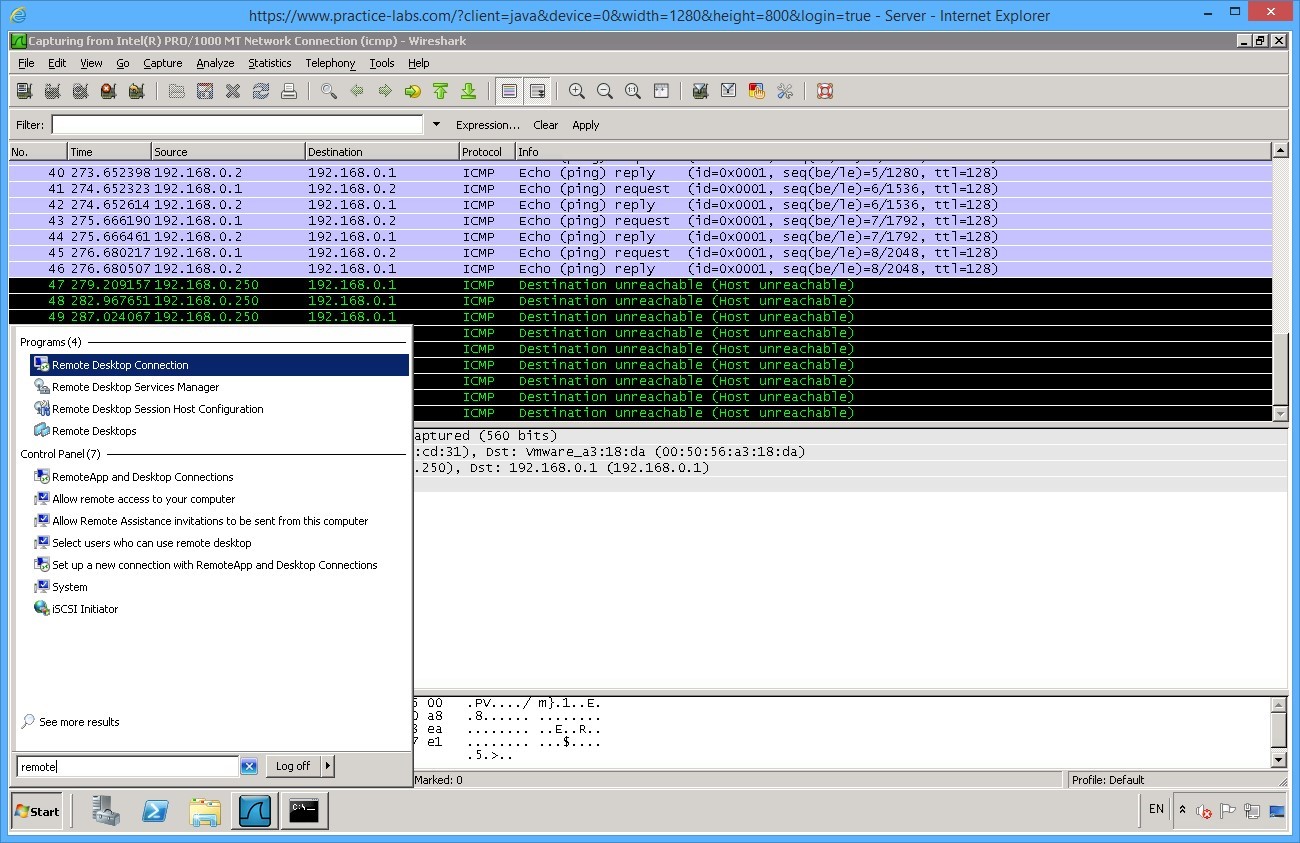 https://www.practice-labs.com/?client=java&device=0&width=1280&height=800&login=true - Server - Internet Explorer
Capturing from Intel(R) PRO/1000 MT Network Connection (icmp) - Wireshark
File Edit View Go Capture Analyze Statistics Telephony Tools Help
Filter: Expression... Clear Apply
No. Time Source Destination Protocol Info
40 273.652398 192.168.0.2 192.168.0.1 ICMP Echo (ping) reply (id=0x0001, seq(be/le)=5/1280, ttl=128)
41 274.652323 192.168.0.1 192.168.0.2 ICMP Echo (ping) request (id=0x0001, seq(be/le)=6/1536, ttl=128)
42 274.652614 192.168.0.2 192.168.0.1 ICMP Echo (ping) reply (id=0x0001, seq(be/le)=6/1536, ttl=128)
43 275.666190 192.168.0.1 192.168.0.2 ICMP Echo (ping) request (id=0x0001, seq(be/le)=7/1792, ttl=128)
44 275.666461 192.168.0.2 192.168.0.1 ICMP Echo (ping) reply (id=0x0001, seq(be/le)=7/1792, ttl=128)
45 276.680217 192.168.0.1 192.168.0.2 ICMP Echo (ping) request (id=0x0001, seq(be/le)=8/2048, ttl=128)
46 276.680507 192.168.0.2 192.168.0.1 ICMP Echo (ping) reply (id=0x0001, seq(be/le)=8/2048, ttl=128)
47 279.209157 192.168.0.250 192.168.0.1 ICMP Destination unreachable (Host unreachable)
48 282.967651 192.168.0.250 192.168.0.1 ICMP Destination unreachable (Host unreachable)
49 287.024067 192.168.0.250 192.168.0.1 ICMP Destination unreachable (Host unreachable)
ICMP Destination unreachable (Host unreachable)
ICMP Destination unreachable (Host unreachable)
ICMP Destination unreachable (Host unreachable)
ICMP Destination unreachable (Host unreachable)
ICMP Destination unreachable (Host unreachable)
ICMP Destination unreachable (Host unreachable)
Programs (4)
Remote Desktop Connection
Remote Desktop Services Manager
Remote Desktop Session Host Configuration
Remote Desktops
Control Panel (7)
RemoteApp and Desktop Connections
Allow remote access to your computer
Allow Remote Assistance invitations to be sent from this computer
Select users who can use remote desktop
Set up a new connection with RemoteApp and Desktop Connections
System
iSCSI Initiator
See more results
remote
Log off
aptured (560 bits)
:cd:31), Dst: Vmware_a3:18:da (00:50:56:a3:18:da)
.250), Dst: 192.168.0.1 (192.168.0.1)
00 .PV..../ m}.1..E.
a8 .8...... ........
ea ........ ..E.R..
e1 ........ ...$....
.5.>..
Marked: 0
Profile: Default
Start
C:\
EN